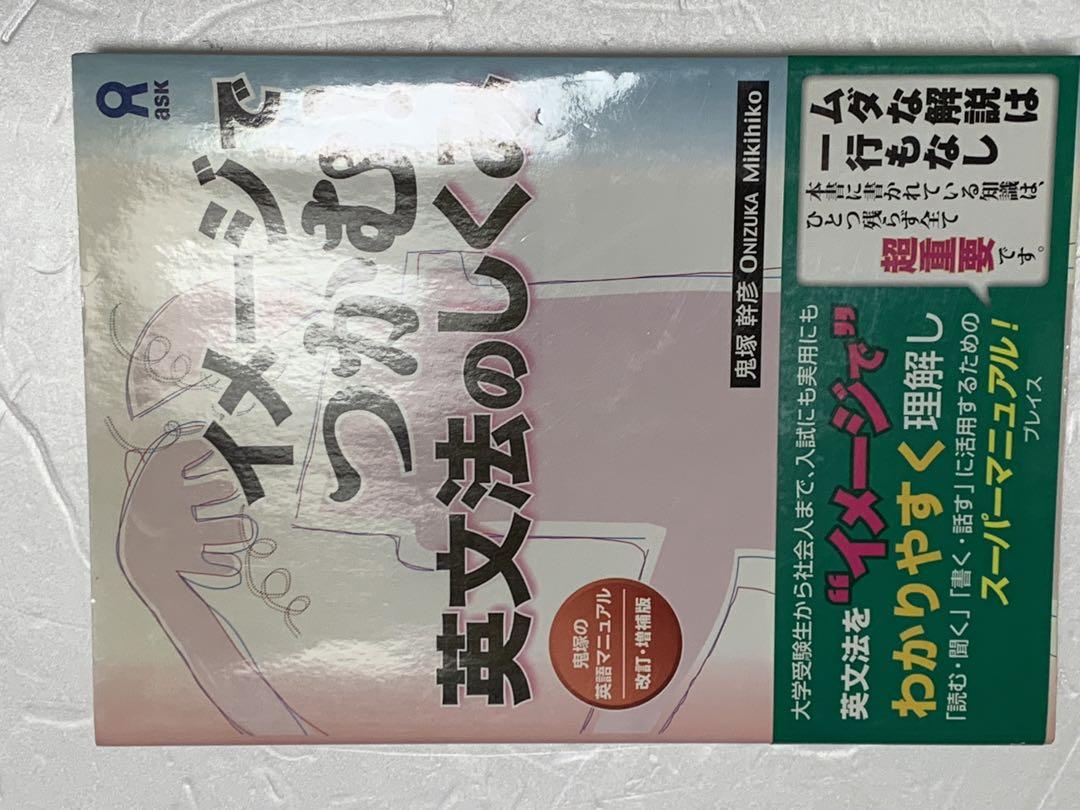 ask
イメージで
つかむ!
英文法のしくみ
鬼塚 幹彦 ONIZUKA Mikihiko
鬼塚の
英語マニュアル
改訂・増補版
ムダな解説は
一行もなし
本書に書かれている知識は、
ひとつ残らず全て
超重要です。
大学受験生から社会人まで、入試にも実用にも
英文法を“イメージで”
わかりやすく理解し
「読む・聞く」「書く・話す」に活用するための
スーパーマニュアル!
プレイス